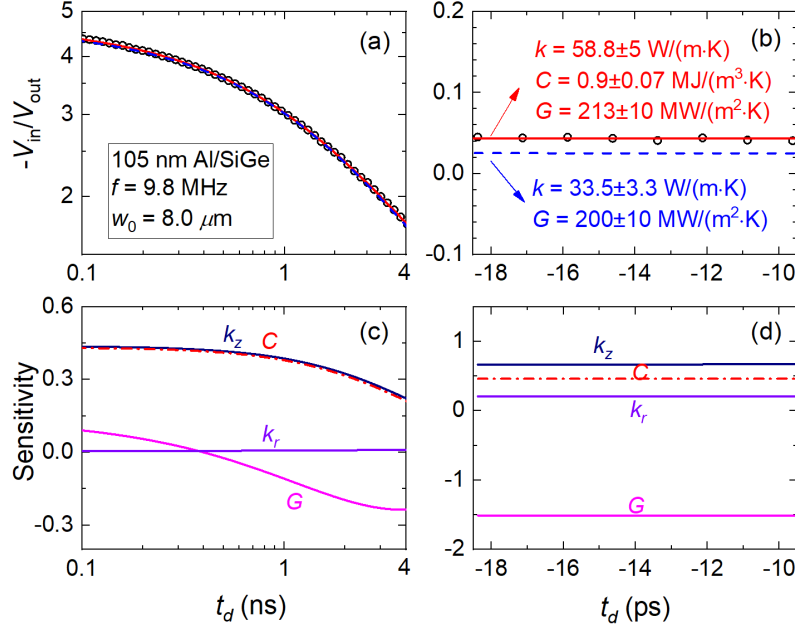 5
4
3
2
0.1
1
4
-Vin/Vout
(a)
105 nm Al/SiGe
f = 9.8 MHz
w0 = 8.0 μm
0.2
0.1
0.0
-0.1
-18
-16
-14
-12
-10
(b)
k = 58.8±5 W/(m·K)
C = 0.9±0.07 MJ/(m³·K)
G = 213±10 MW/(m²·K)
k = 33.5±3.3 W/(m·K)
G = 200±10 MW/(m²·K)
Sensitivity
0.6
0.3
0.0
-0.3
0.1
1
4
(c)
kz
C
kr
G
td (ns)
1
0
-1
-2
-18
-16
-14
-12
-10
(d)
kz
C
kr
G
td (ps)